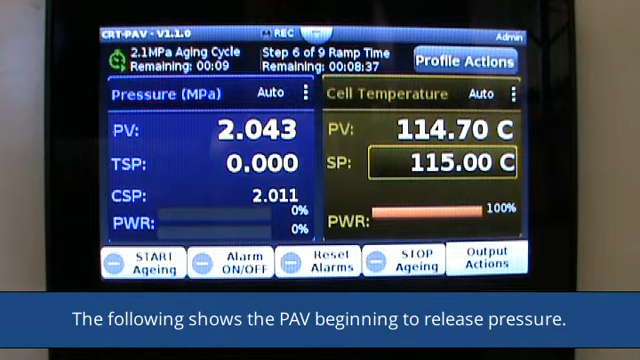 CRT-PAV - V1.1.0
REC
Admin
2.1MPa Aging Cycle
Remaining: 00:09
Step 6 of 9 Ramp Time
Remaining: 00:08:37
Profile Actions
Pressure (MPa)
Auto
Cell Temperature
Auto
PV:
2.043
PV:
114.70 C
TSP:
0.000
SP:
115.00 C
CSP:
2.011
PWR:
0%
0%
PWR:
100%
START
Ageing
Alarm
ON/OFF
Reset
Alarms
STOP
Ageing
Output
Actions
The following shows the PAV beginning to release pressure.